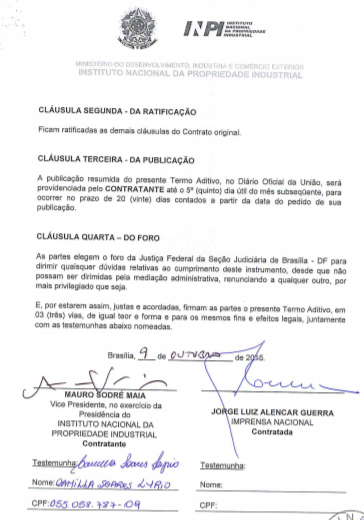 INPI INSTITUTO
NACIONAL
DA PROPRIEDADE
INDUSTRIAL
MINISTÉRIO DO DESENVOLVIMENTO, INDÚSTRIA E COMÉRCIO EXTERIOR
INSTITUTO NACIONAL DA PROPRIEDADE INDUSTRIAL
CLÁUSULA SEGUNDA - DA RATIFICAÇÃO
Ficam ratificadas as demais cláusulas do Contrato original.
CLÁUSULA TERCEIRA - DA PUBLICAÇÃO
A publicação resumida do presente Termo Aditivo, no Diário Oficial da União, será
providenciada pelo CONTRATANTE até o 5º (quinto) dia útil do mês subseqüente, para
ocorrer no prazo de 20 (vinte) dias contados a partir da data do pedido de sua
publicação.
CLÁUSULA QUARTA – DO FORO
As partes elegem o foro da Justiça Federal da Seção Judiciária de Brasília - DF para
dirimir quaisquer dúvidas relativas ao cumprimento deste instrumento, desde que não
possam ser dirimidas pela mediação administrativa, renunciando a qualquer outro, por
mais privilegiado que seja.
E, por estarem assim, justas e acordadas, firmam as partes o presente Termo Aditivo, em
03 (três) vias, de igual teor e forma e para os mesmos fins e efeitos legais, juntamente
com as testemunhas abaixo nomeadas.
Brasília, 9 de OUTUBRO de
MAURO SODRÉ MAIA
Vice Presidente, no exercício da
Presidência do
INSTITUTO NACIONAL DA
PROPRIEDADE INDUSTRIAL
Contratante
JORGE LUIZ ALENCAR GUERRA
IMPRENSA NACIONAL
Contratada
Testemunha:
Nome: CAMILLA SOARES LYRIO
CPF: 055 058. 787-09
Testemunha:
Nome:
CPF: